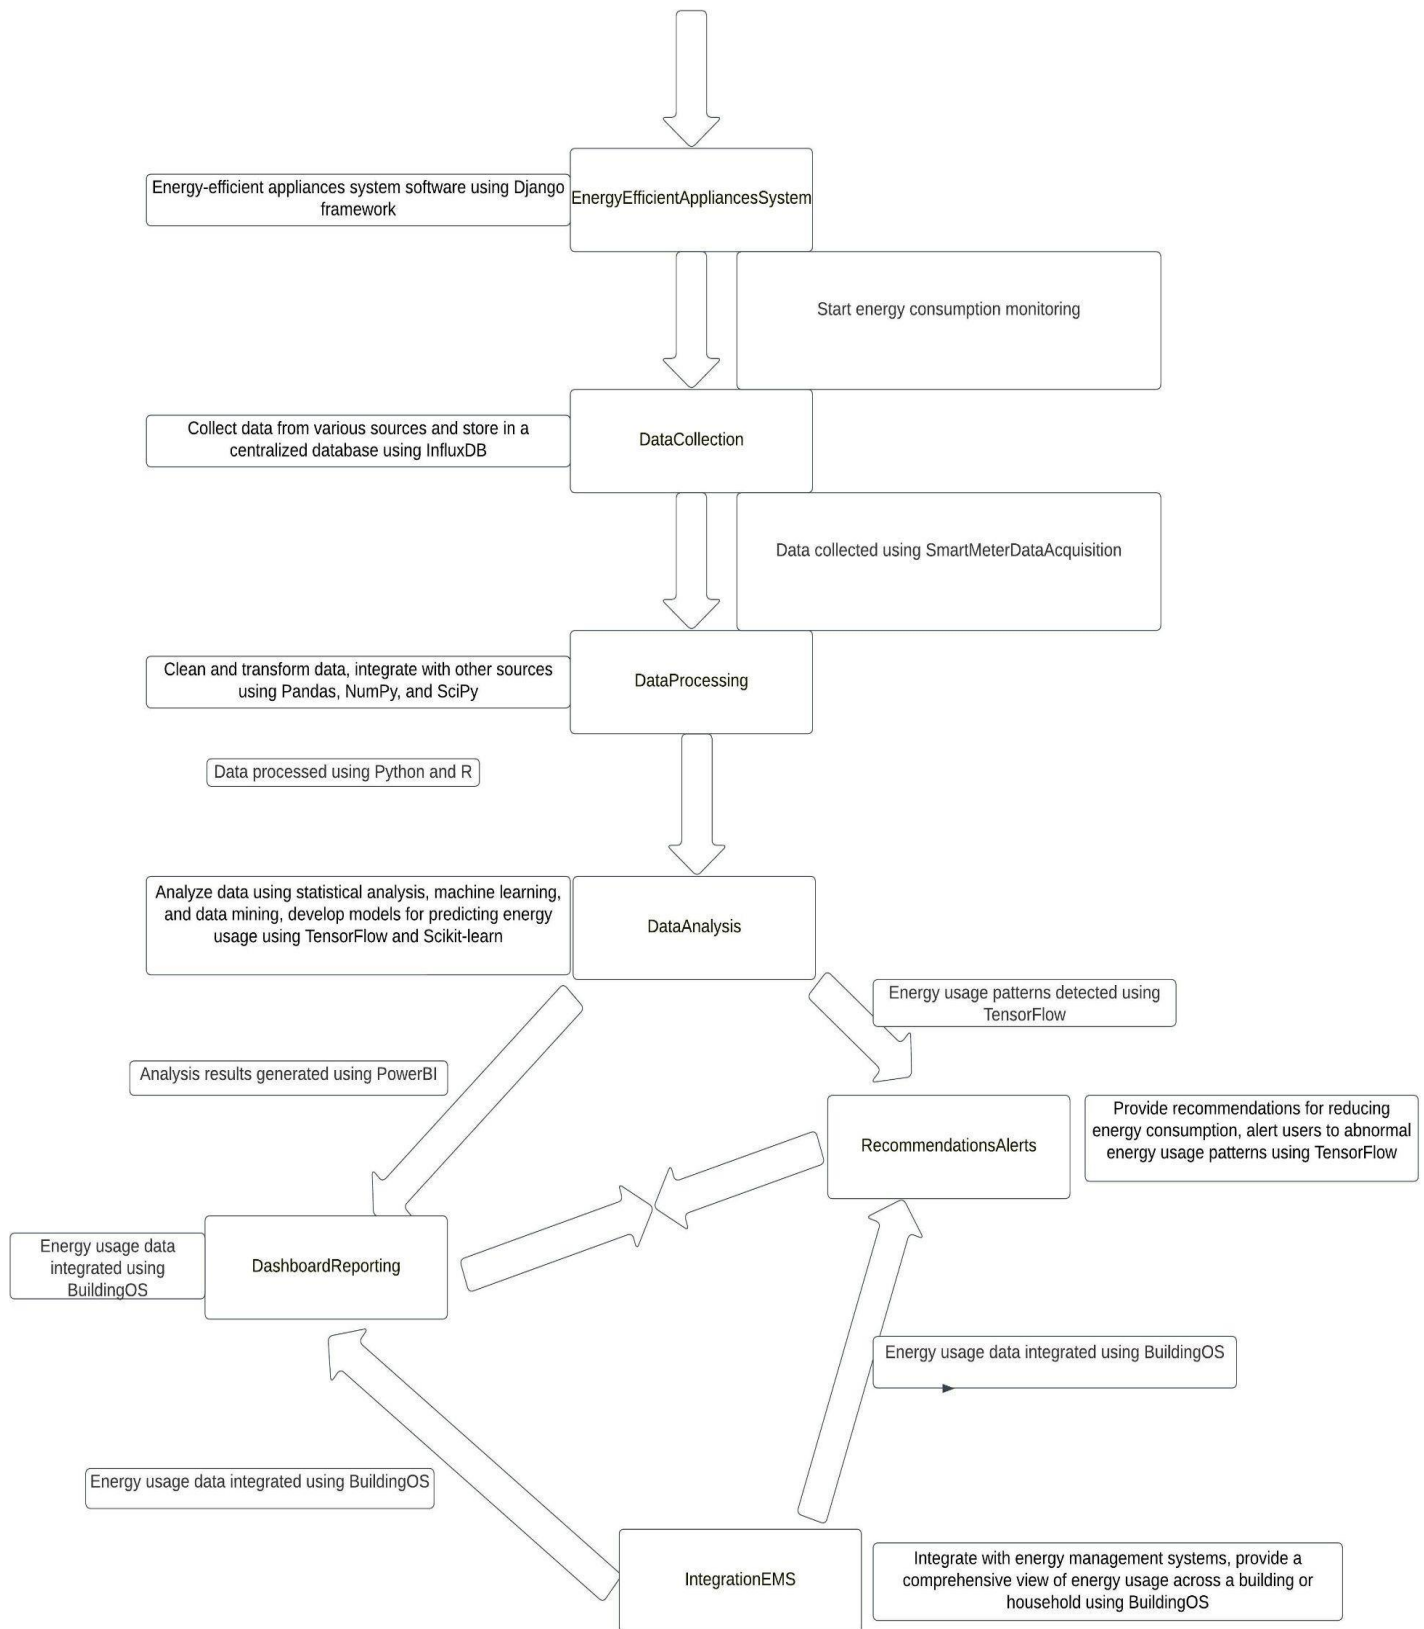 Energy-efficient appliances system software using Django
framework
EnergyEfficientAppliancesSystem
Start energy consumption monitoring
Collect data from various sources and store in a
centralized database using InfluxDB
DataCollection
Data collected using SmartMeterDataAcquisition
Clean and transform data, integrate with other sources
using Pandas, NumPy, and SciPy
DataProcessing
Data processed using Python and R
Analyze data using statistical analysis, machine learning,
and data mining, develop models for predicting energy
usage using TensorFlow and Scikit-learn
DataAnalysis
Energy usage patterns detected using
TensorFlow
Analysis results generated using PowerBI
RecommendationsAlerts
Provide recommendations for reducing
energy consumption, alert users to abnormal
energy usage patterns using TensorFlow
Energy usage data
integrated using
BuildingOS
DashboardReporting
Energy usage data integrated using BuildingOS
Energy usage data integrated using BuildingOS
IntegrationEMS
Integrate with energy management systems, provide a
comprehensive view of energy usage across a building or
household using BuildingOS